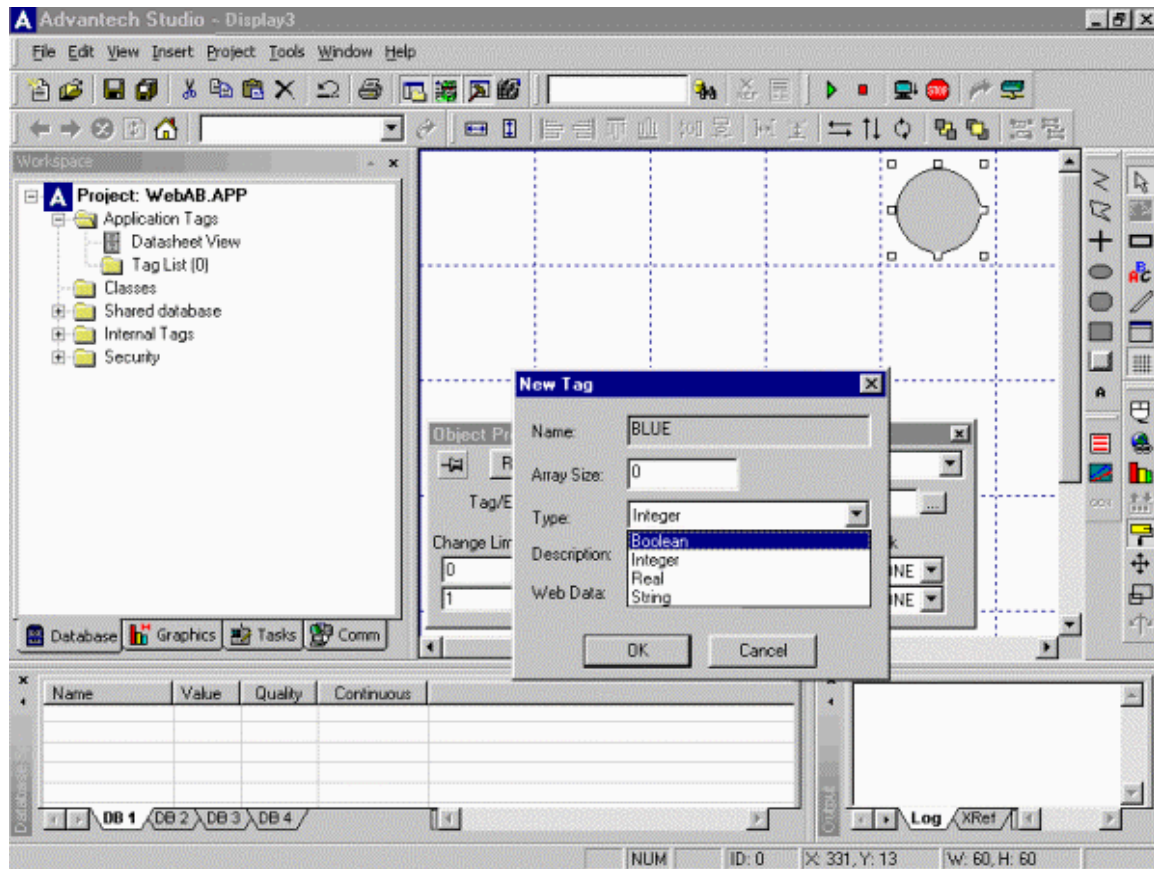 Advantech Studio - Display3
File Edit View Insert Project Tools Window Help
Workspace
Project: WebAB.APP
Application Tags
Datasheet View
Tag List (0)
Classes
Shared database
Internal Tags
Security
Database Graphics Tasks Comm
Object Pr
R
Tag/E
Change Lim
0
1
NE
NE
New Tag
Name: BLUE
Array Size: 0
Type: Integer
Boolean
Integer
Real
String
Description:
Web Data:
OK Cancel
Name Value Quality Continuous
DB 1 DB 2 DB 3 DB 4
Output
Log XRef
NUM ID: 0 X: 331, Y: 13 W: 60, H: 60